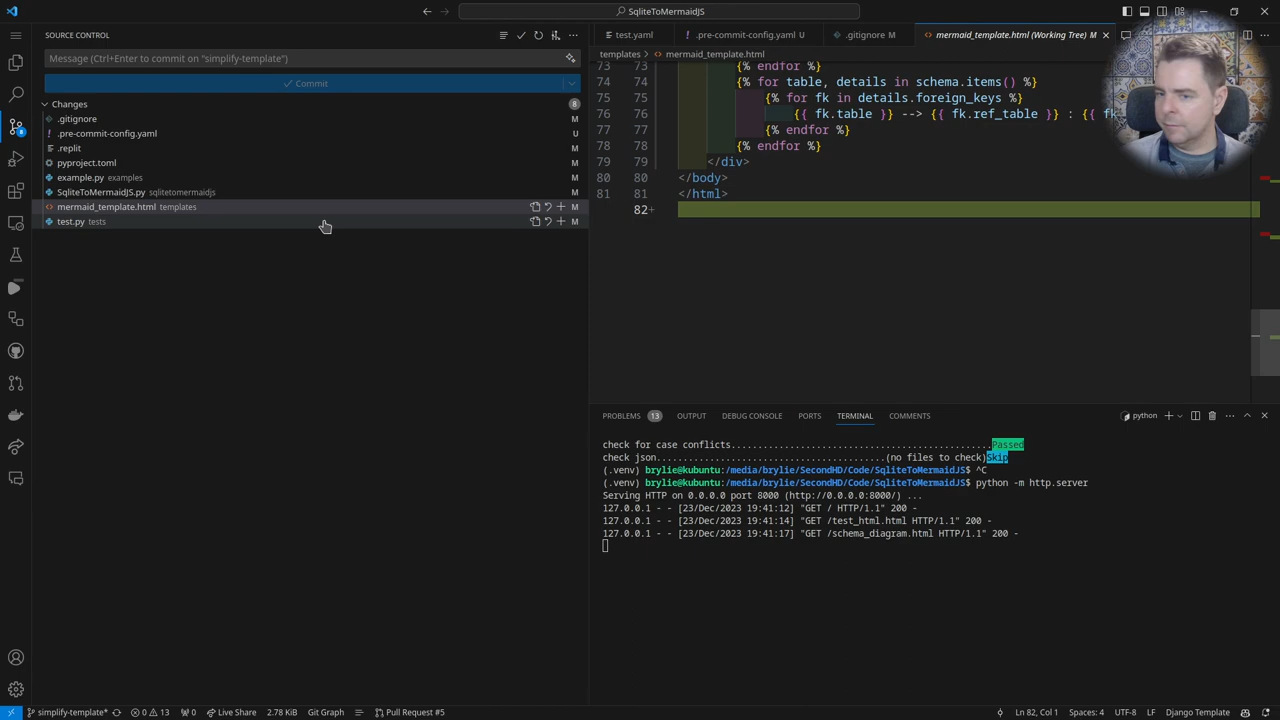 SqliteToMermaidJS
SOURCE CONTROL
Message (Ctrl+Enter to commit on "simplify-template")
Commit
Changes 8
.gitignore M
.pre-commit-config.yaml U
.replit M
pyproject.toml M
example.py examples M
SqliteToMermaidJS.py sqlitetomermaidjs M
mermaid_template.html templates M
test.py tests M
test.yaml .pre-commit-config.yaml U .gitignore M mermaid_template.html (Working Tree) M
templates > mermaid_template.html
73 73 {% endfor %}
74 74 {% for table, details in schema.items() %}
75 75 {% for fk in details.foreign_keys %}
76 76 {{ fk.table }} --> {{ fk.ref_table }} : {{ fk
77 77 {% endfor %}
78 78 {% endfor %}
79 79 </div>
80 80 </body>
81 81 </html>
82+
PROBLEMS 13 OUTPUT DEBUG CONSOLE PORTS TERMINAL COMMENTS
python
check for case conflicts.................................................Passed
check json...........................................(no files to check)Skip
(.venv) brylie@kubuntu:/media/brylie/SecondHD/Code/SqliteToMermaidJS$ ^C
(.venv) brylie@kubuntu:/media/brylie/SecondHD/Code/SqliteToMermaidJS$ python -m http.server
Serving HTTP on 0.0.0.0 port 8000 (http://0.0.0.0:8000/) ...
127.0.0.1 - - [23/Dec/2023 19:41:12] "GET / HTTP/1.1" 200 -
127.0.0.1 - - [23/Dec/2023 19:41:14] "GET /test_html.html HTTP/1.1" 200 -
127.0.0.1 - - [23/Dec/2023 19:41:17] "GET /schema_diagram.html HTTP/1.1" 200 -
simplify-template* 0 13 0 Live Share 2.78 KiB Git Graph Pull Request #5 Ln 82, Col 1 Spaces: 4 UTF-8 LF Django Template